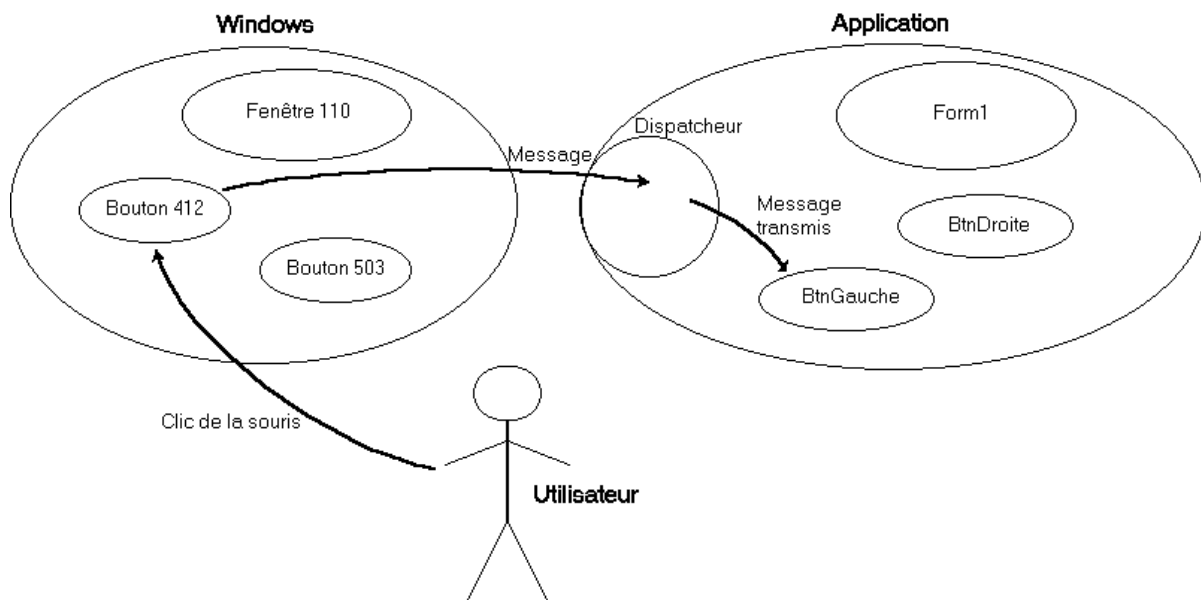 Windows
Application
Fenêtre 110
Form1
Dispatcheur
Message
Bouton 412
Message
transmis
BtnDroite
Bouton 503
BtnGauche
Clic de la souris
Utilisateur